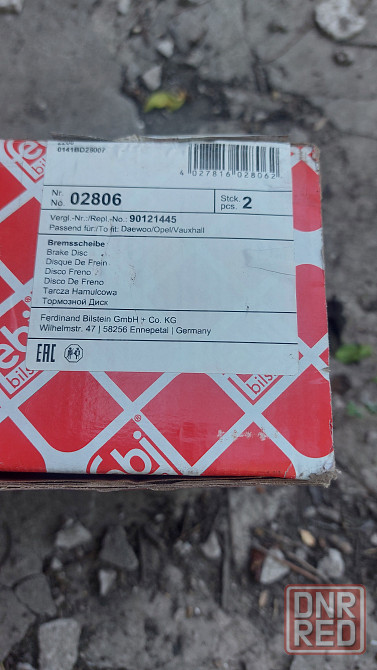 0141BD29007
4 027816 028062
Nr.
No. 02806
Stck.
pcs. 2
Vergl.-Nr.:/Repl.-No.: 90121445
Passend für:/To fit: Daewoo/Opel/Vauxhall
Bremsscheibe
Brake Disc
Disque De Frein
Disco Freno
Disco De Freno
Tarcza Hamulcowa
Тормозной Диск
Ferdinand Bilstein GmbH + Co. KG
Wilhelmstr. 47 | 58256 Ennepetal | Germany
EAC
febi
bilstein
DNR
RED